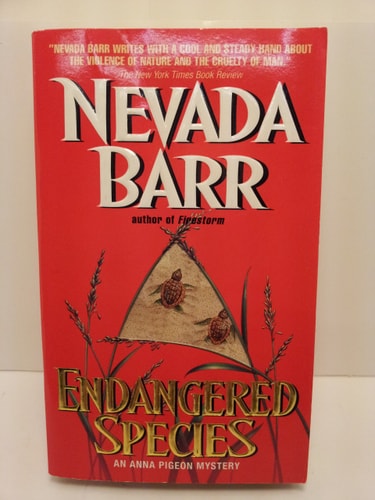 "NEVADA BARR WRITES WITH A COOL AND STEADY HAND ABOUT
THE VIOLENCE OF NATURE AND THE CRUELTY OF MAN."
The New York Times Book Review
NEVADA
BARR
author of Firestorm
ENDANGERED
SPECIES
AN ANNA PIGEON MYSTERY